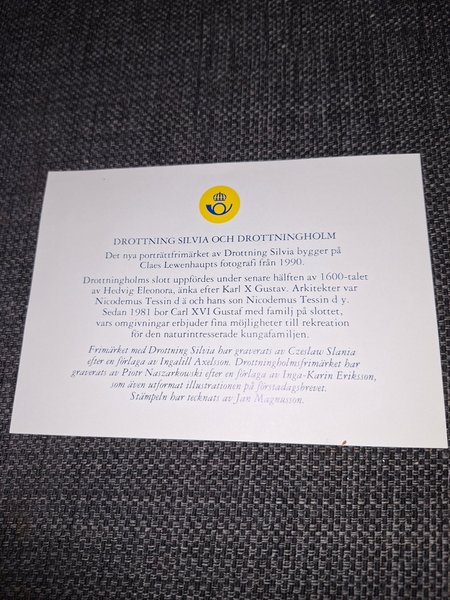 DROTTNING SILVIA OCH DROTTNINGHOLM
Det nya porträttfrimärket av Drottning Silvia bygger på
Claes Lewenhaupts fotografi från 1990.
Drottningholms slott uppfördes under senare hälften av 1600-talet
av Hedvig Eleonora, änka efter Karl X Gustav. Arkitekter var
Nicodemus Tessin d ä och hans son Nicodemus Tessin d y.
Sedan 1981 bor Carl XVI Gustaf med familj på slottet,
vars omgivningar erbjuder fina möjligheter till rekreation
för den naturintresserade kungafamiljen.
Frimärket med Drottning Silvia har graverats av Czeslaw Slania
efter en förlaga av Ingalill Axelsson. Drottningholmsfrimärket har
graverats av Piotr Naszarkowski efter en förlaga av Inga-Karin Eriksson,
som även utformat illustrationen på förstadagsbrevet.
Stämpeln har tecknats av Jan Magnusson.